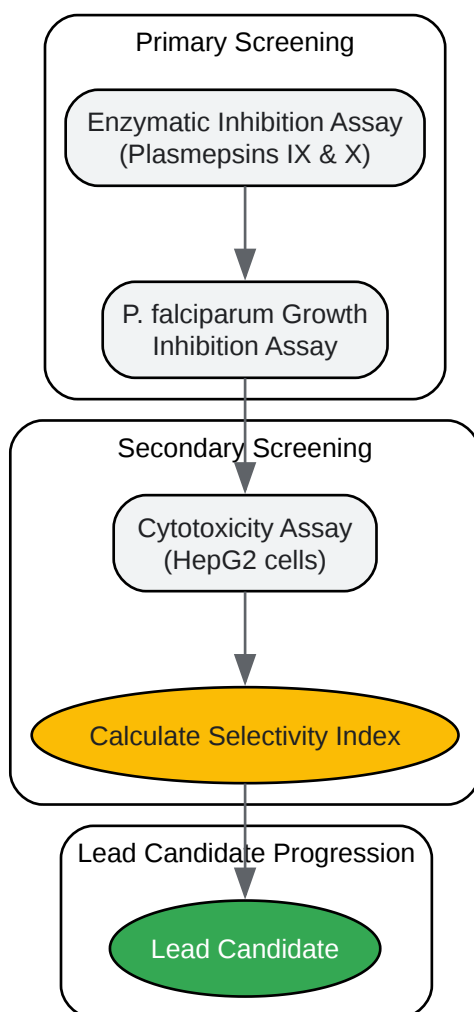 Primary Screening
Enzymatic Inhibition Assay
(Plasmepsins IX & X)
P. falciparum Growth
Inhibition Assay
Secondary Screening
Cytotoxicity Assay
(HepG2 cells)
Calculate Selectivity Index
Lead Candidate Progression
Lead Candidate